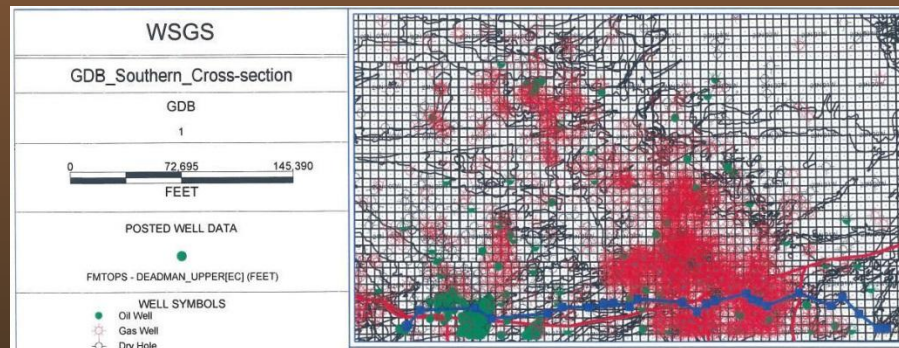 WSGS
GDB_Southern_Cross-section
GDB
1
0 72,695 145,390
FEET
POSTED WELL DATA
FMTOPS - DEADMAN_UPPER[EC] (FEET)
WELL SYMBOLS
Oil Well
Gas Well
Dry Hole